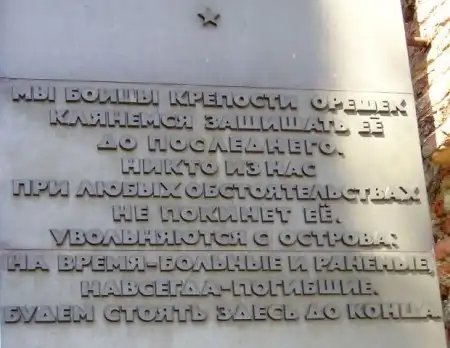 МЫ БОЙЦЫ КРЕПОСТИ ОРЕШЕК
КЛЯНЕМСЯ ЗАЩИЩАТЬ ЕЁ
ДО ПОСЛЕДНЕГО.
НИКТО ИЗ НАС
ПРИ ЛЮБЫХ ОБСТОЯТЕЛЬСТВАХ
НЕ ПОКИНЕТ ЕЁ.
УВОЛЬНЯЮТСЯ С ОСТРОВА:
НА ВРЕМЯ-БОЛЬНЫЕ И РАНЕНЫЕ,
НАВСЕГДА-ПОГИБШИЕ.
БУДЕМ СТОЯТЬ ЗДЕСЬ ДО КОНЦА.